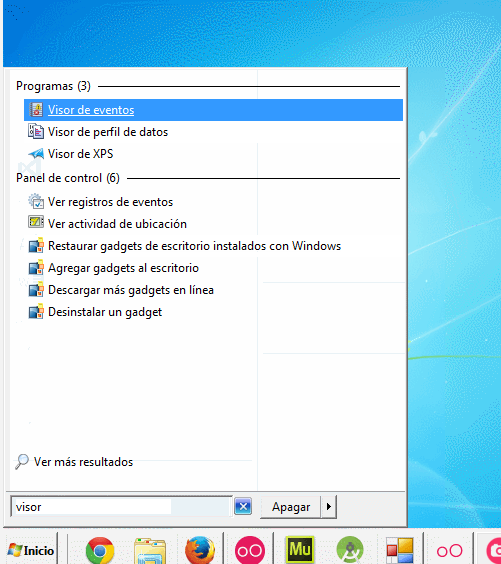 Programas (3)
Visor de eventos
Visor de perfil de datos
Visor de XPS
Panel de control (6)
Ver registros de eventos
Ver actividad de ubicación
Restaurar gadgets de escritorio instalados con Windows
Agregar gadgets al escritorio
Descargar más gadgets en línea
Desinstalar un gadget
Ver más resultados
visor
Apagar
Inicio
Mu